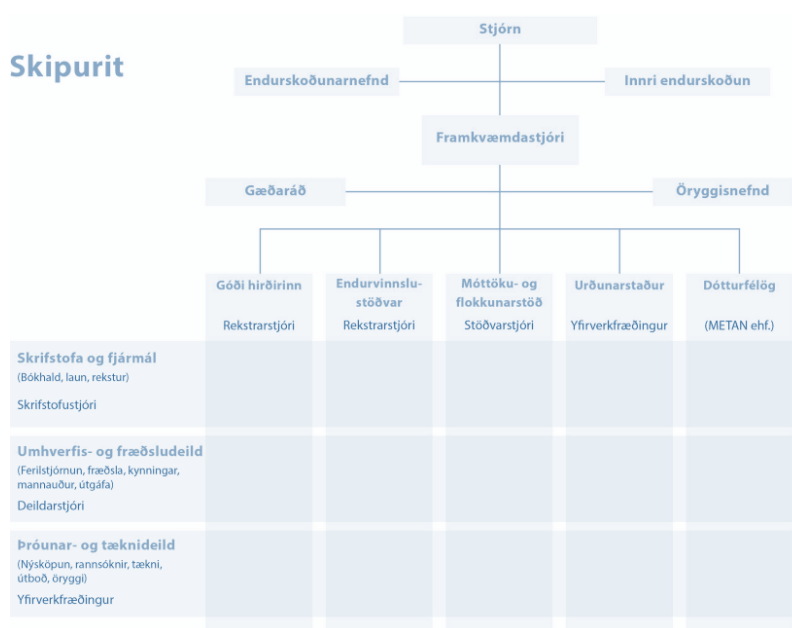 Stjórn
Skipurit
Endurskoðunarnefnd
Innri endurskoðun
Framkvæmdastjóri
Gæðaráð
Öryggisnefnd
Góði hirðirinn
Rekstrarstjóri
Endurvinnslu-
stöðvar
Rekstrarstjóri
Móttöku- og
flokkunarstöð
Stöðvarstjóri
Urðunarstaður
Yfirverkfræðingur
Dótturfélög
(METAN ehf.)
Skrifstofa og fjármál
(Bókhald, laun, rekstur)
Skrifstofustjóri
Umhverfis- og fræðsludeild
(Ferilstjórnun, fræðsla, kynningar,
mannauður, útgáfa)
Deildarstjóri
Þróunar- og tæknideild
(Nýsköpun, rannsóknir, tækni,
útboð, öryggi)
Yfirverkfræðingur